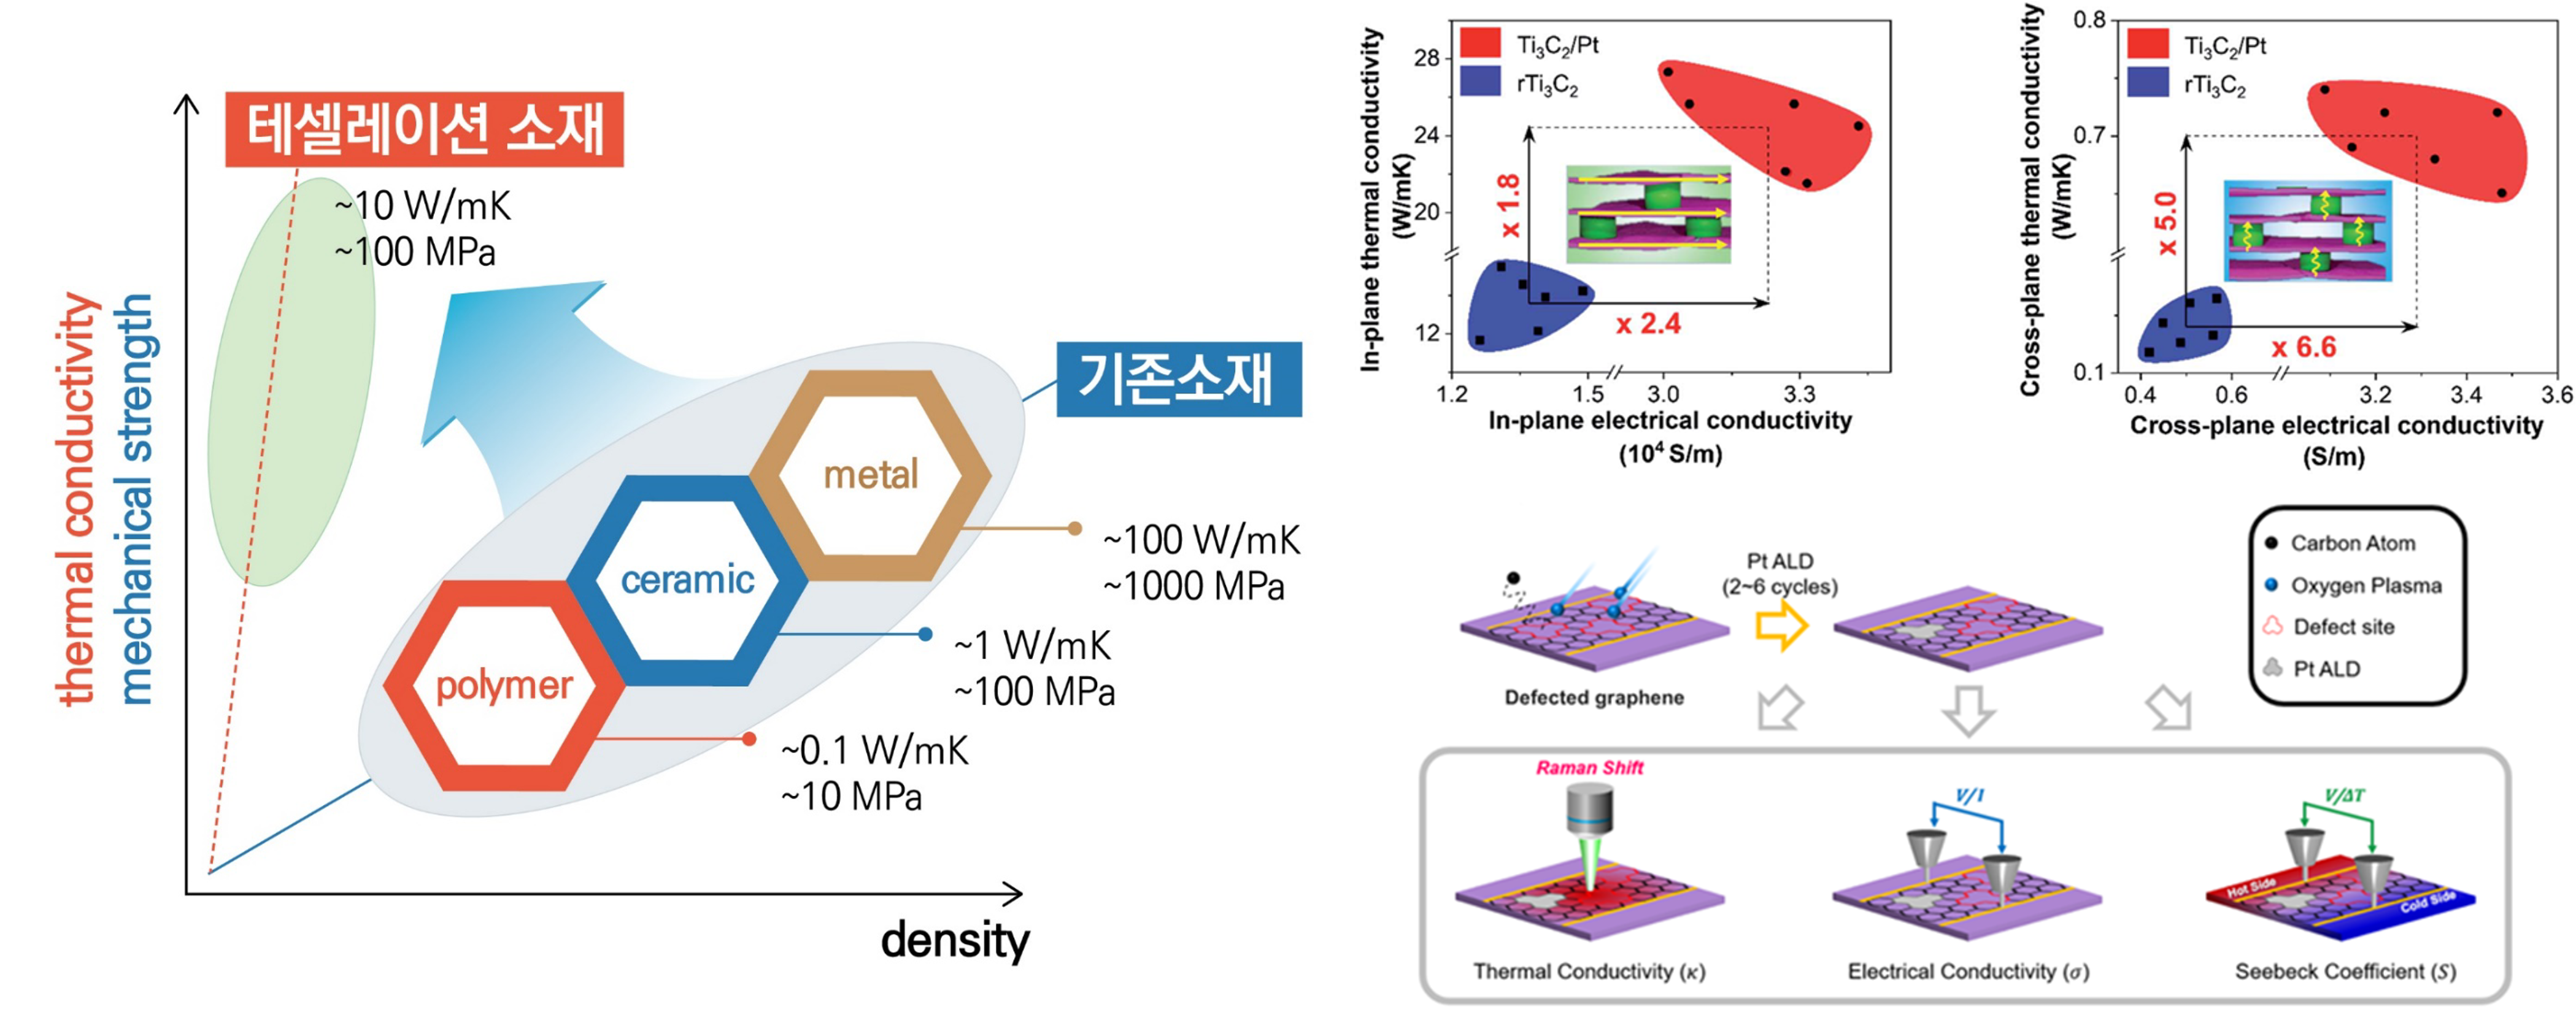 테셀레이션 소재
~10 W/mK
~100 MPa
thermal conductivity
mechanical strength
기존소재
metal
ceramic
polymer
~100 W/mK
~1000 MPa
~1 W/mK
~100 MPa
~0.1 W/mK
~10 MPa
density
In-plane thermal conductivity
(W/mK)
28
24
20
12
Ti₃C₂/Pt
rTi₃C₂
x 1.8
x 2.4
1.2
1.5
3.0
3.3
In-plane electrical conductivity
(10⁴ S/m)
Cross-plane thermal conductivity
(W/mK)
0.8
0.7
0.1
Ti₃C₂/Pt
rTi₃C₂
x 5.0
x 6.6
0.4
0.6
3.2
3.4
3.6
Cross-plane electrical conductivity
(S/m)
Pt ALD
(2~6 cycles)
Defected graphene
Carbon Atom
Oxygen Plasma
Defect site
Pt ALD
Raman Shift
V/I
V/ΔT
Hot Side
Cold Side
Thermal Conductivity (κ)
Electrical Conductivity (σ)
Seebeck Coefficient (S)